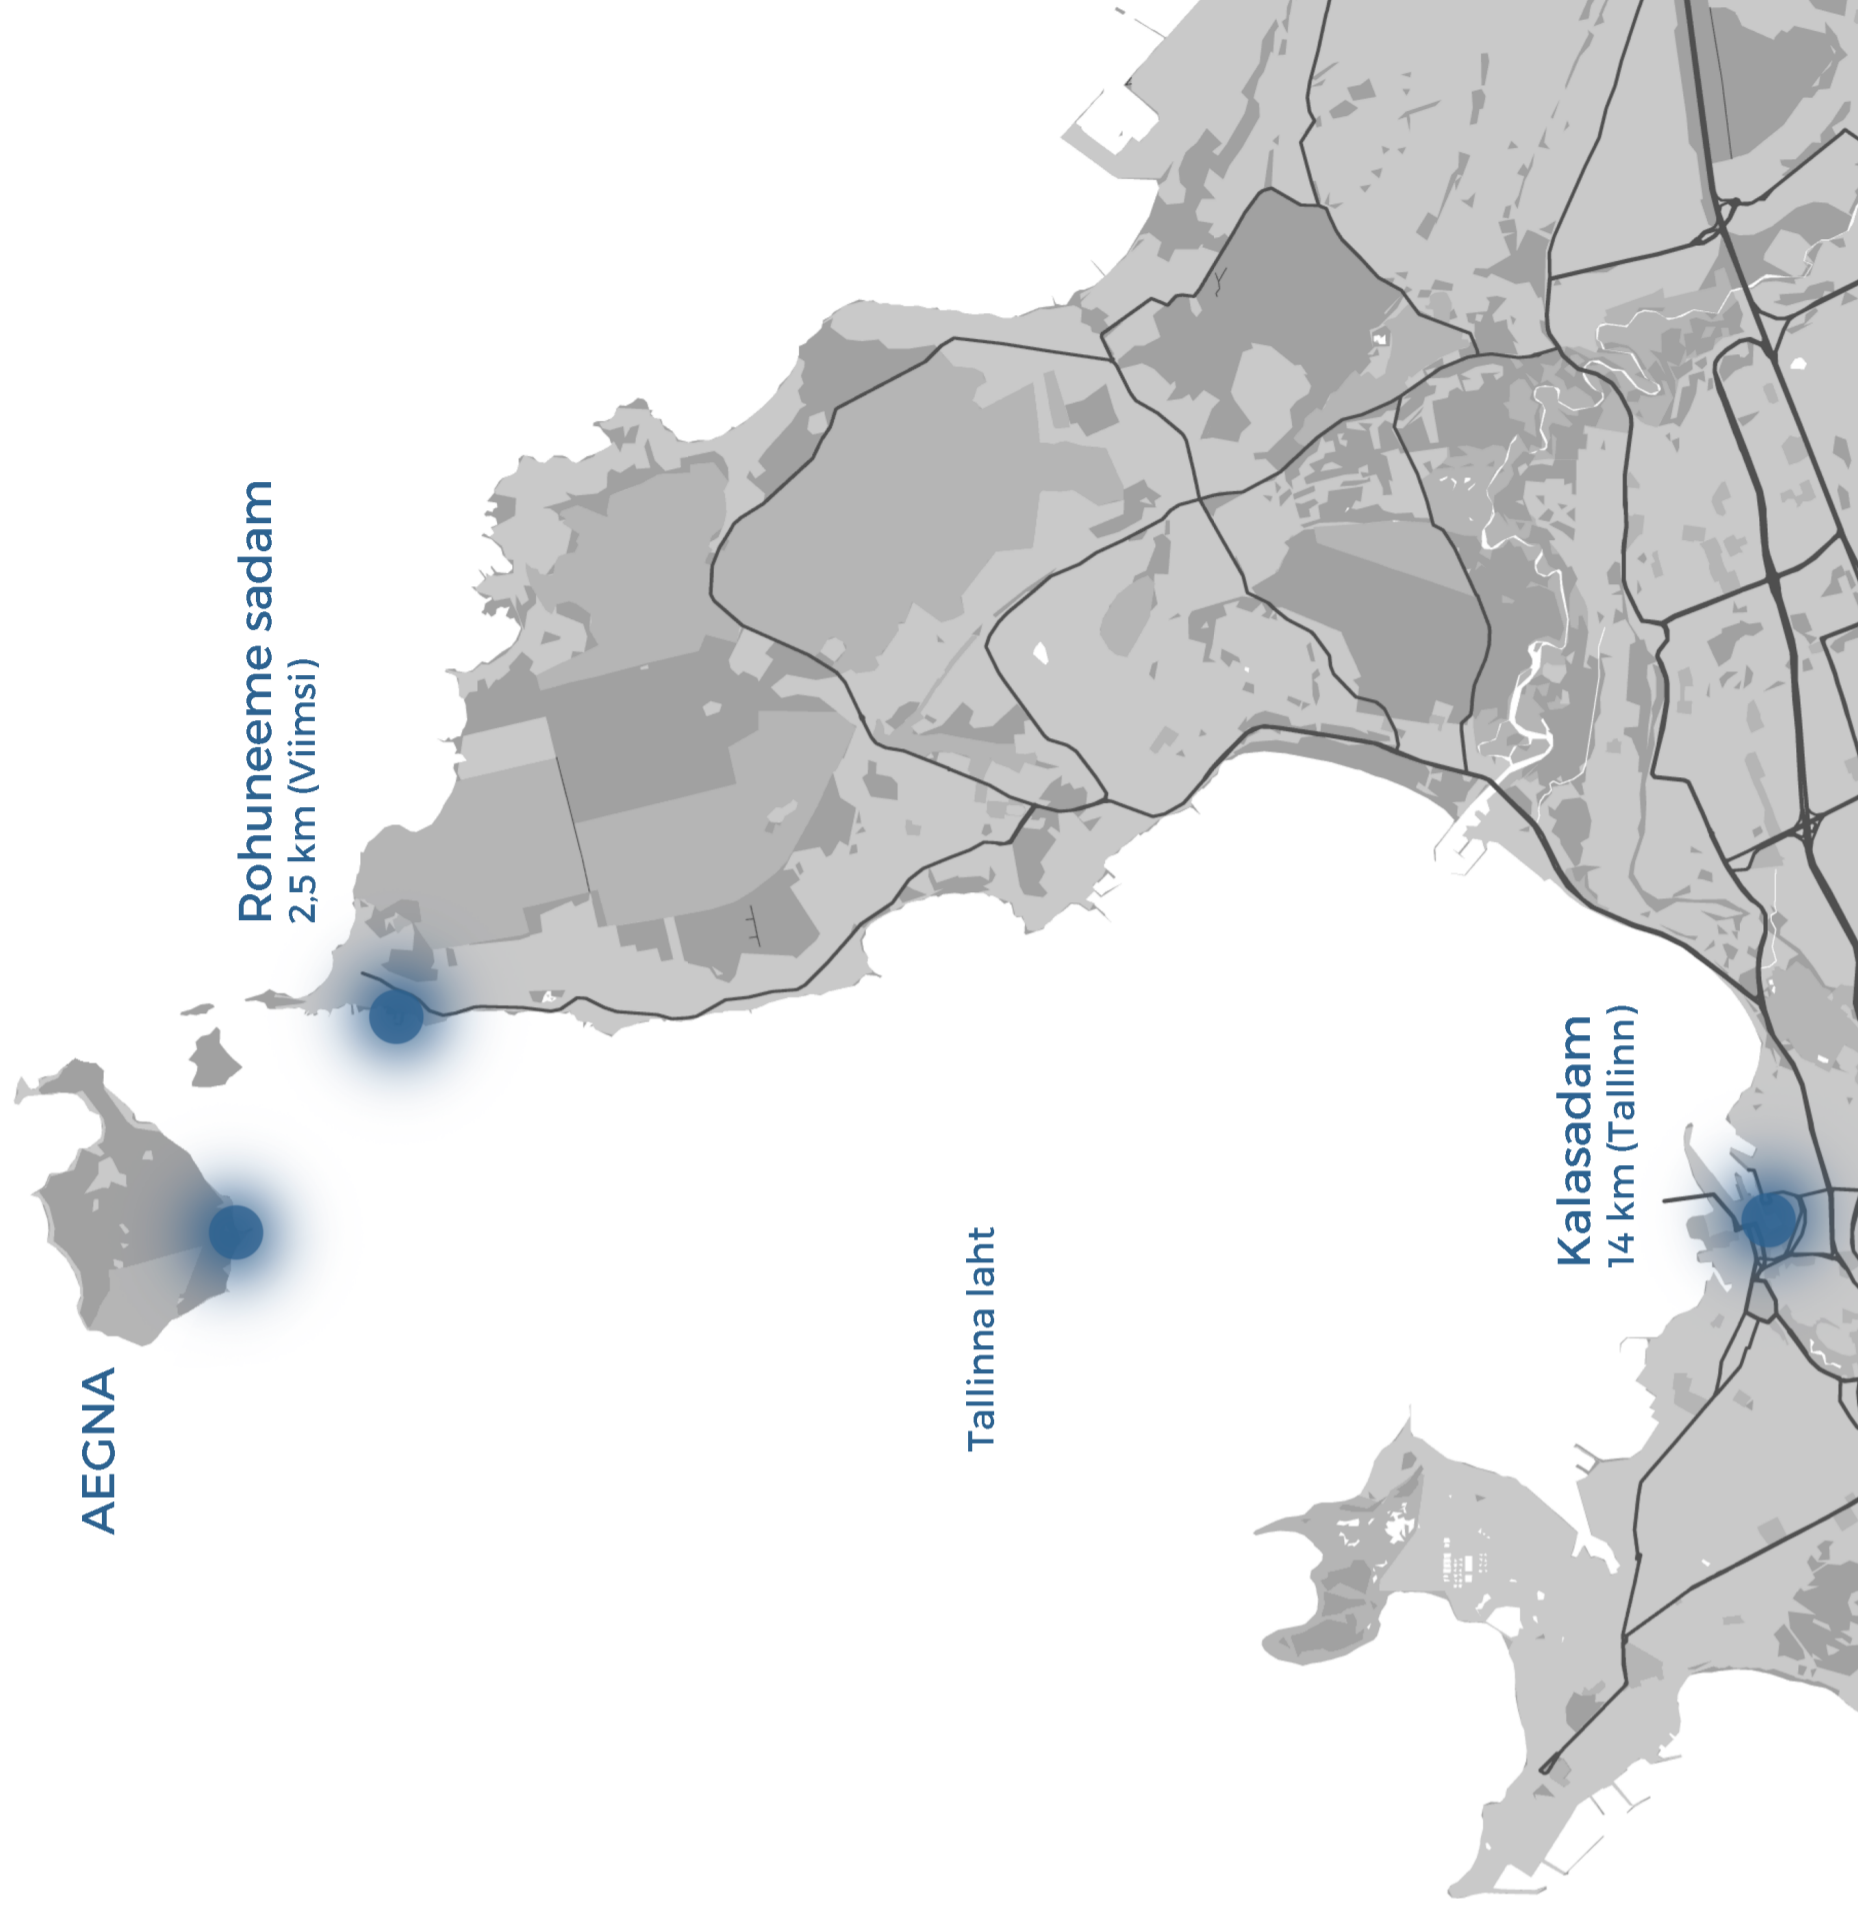 AEGNA
Rohuneeme sadam
2,5 km (Viimsi)
Tallinna laht
Kalasadam
14 km (Tallinn)